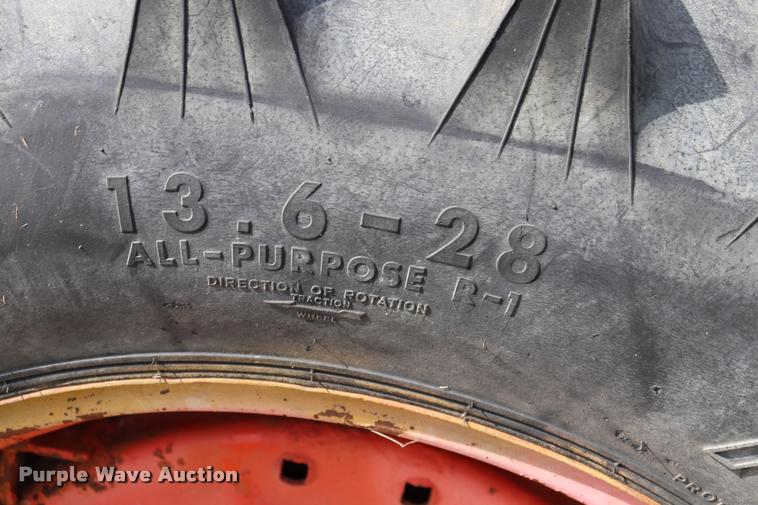 13.6-28
ALL-PURPOSE R-1
DIRECTION OF ROTATION
TRACTION
WHEEL
Purple Wave Auction